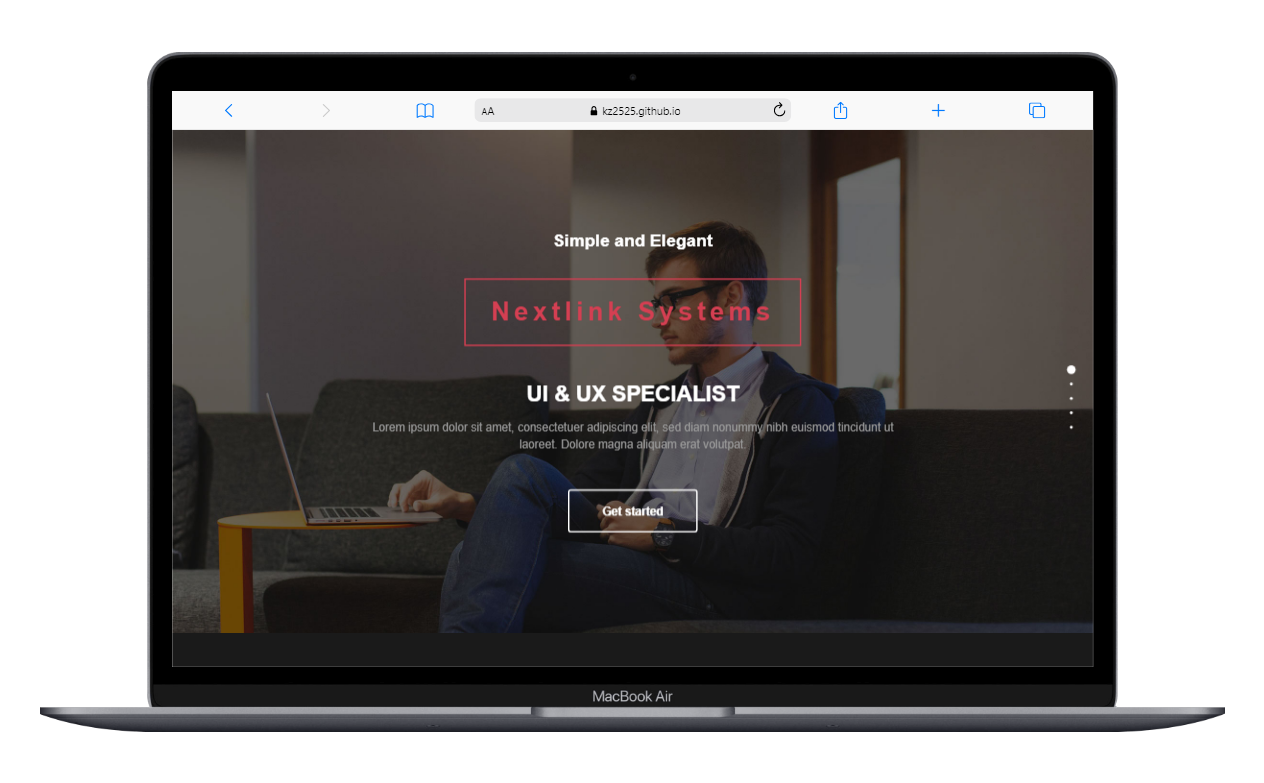 AA
kz2525.github.io
Simple and Elegant
Nextlink Systems
UI & UX SPECIALIST
Lorem ipsum dolor sit amet, consectetuer adipiscing elit, sed diam nonummy nibh euismod tincidunt ut
laoreet. Dolore magna aliquam erat volutpat.
Get started
MacBook Air